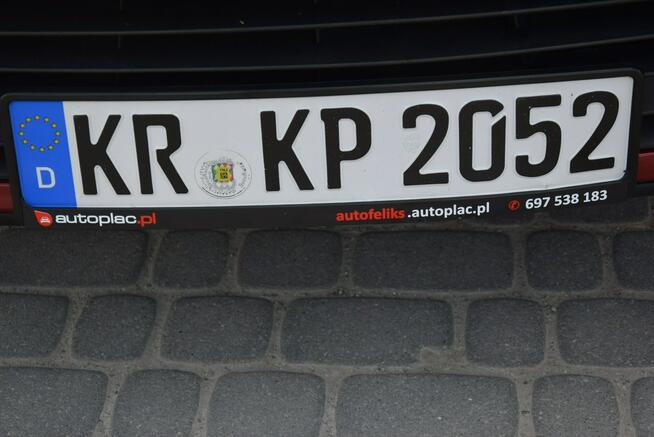 D KR KP 2052
autoplac.pl autofeliks.autoplac.pl 697 538 183